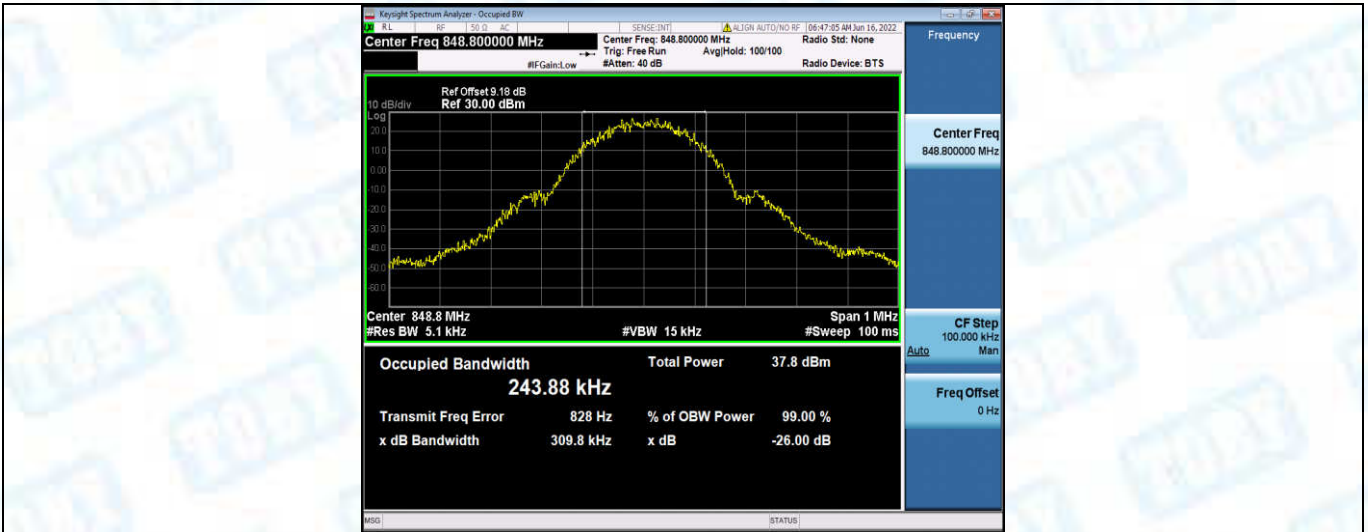 Keysight Spectrum Analyzer - Occupied BW
RL RF 50 Ω AC SENSE:INT ALIGN AUTO/NO RF 06:47:05 AM Jun 16, 2022
Center Freq 848.800000 MHz
Center Freq: 848.800000 MHz Radio Std: None
Trig: Free Run Avg|Hold: 100/100
#IFGain:Low #Atten: 40 dB Radio Device: BTS
Frequency
Ref Offset 9.18 dB
10 dB/div Ref 30.00 dBm
Log
20.0
10.0
0.00
-10.0
-20.0
-30.0
-40.0
-50.0
-60.0
Center 848.8 MHz Span 1 MHz
#Res BW 5.1 kHz #VBW 15 kHz #Sweep 100 ms
Occupied Bandwidth Total Power 37.8 dBm
243.88 kHz
Transmit Freq Error 828 Hz % of OBW Power 99.00 %
x dB Bandwidth 309.8 kHz x dB -26.00 dB
Center Freq
848.800000 MHz
CF Step
100.000 kHz
Auto Man
Freq Offset
0 Hz
MSG STATUS